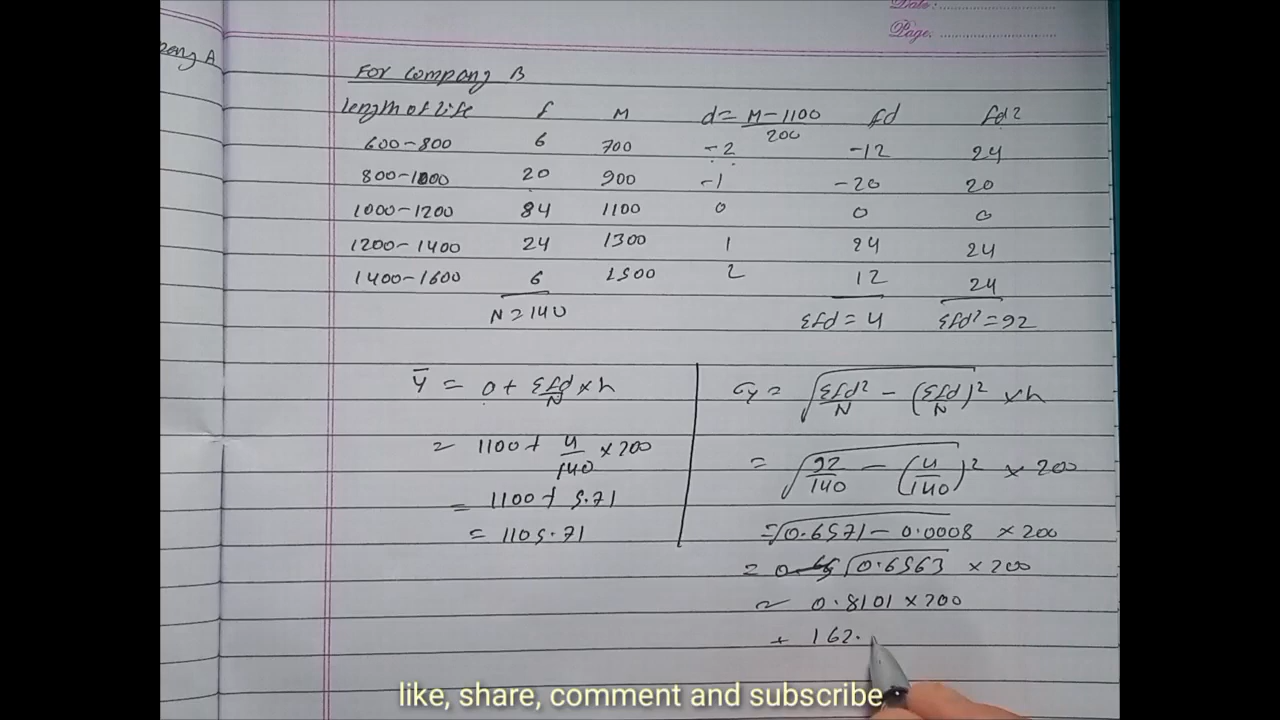 Date :
Page.
pany A
For Company B
length of life f M d = M-1100/200 fd fd2
600-800 6 700 -2 -12 24
800-1000 20 900 -1 -20 20
1000-1200 84 1100 0 0 0
1200-1400 24 1300 1 24 24
1400-1600 6 1500 2 12 24
N = 140 Σfd = 4 Σfd² = 92
Ȳ = a + Σfd/N × h
= 1100 + 4/140 × 200
= 1100 + 5.71
= 1105.71
σy = √(Σfd²/N - (Σfd/N)²) × h
= √(92/140 - (4/140)²) × 200
= √(0.6571 - 0.0008) × 200
= √0.6563 × 200
= 0.8101 × 200
= 162.
like, share, comment and subscribe